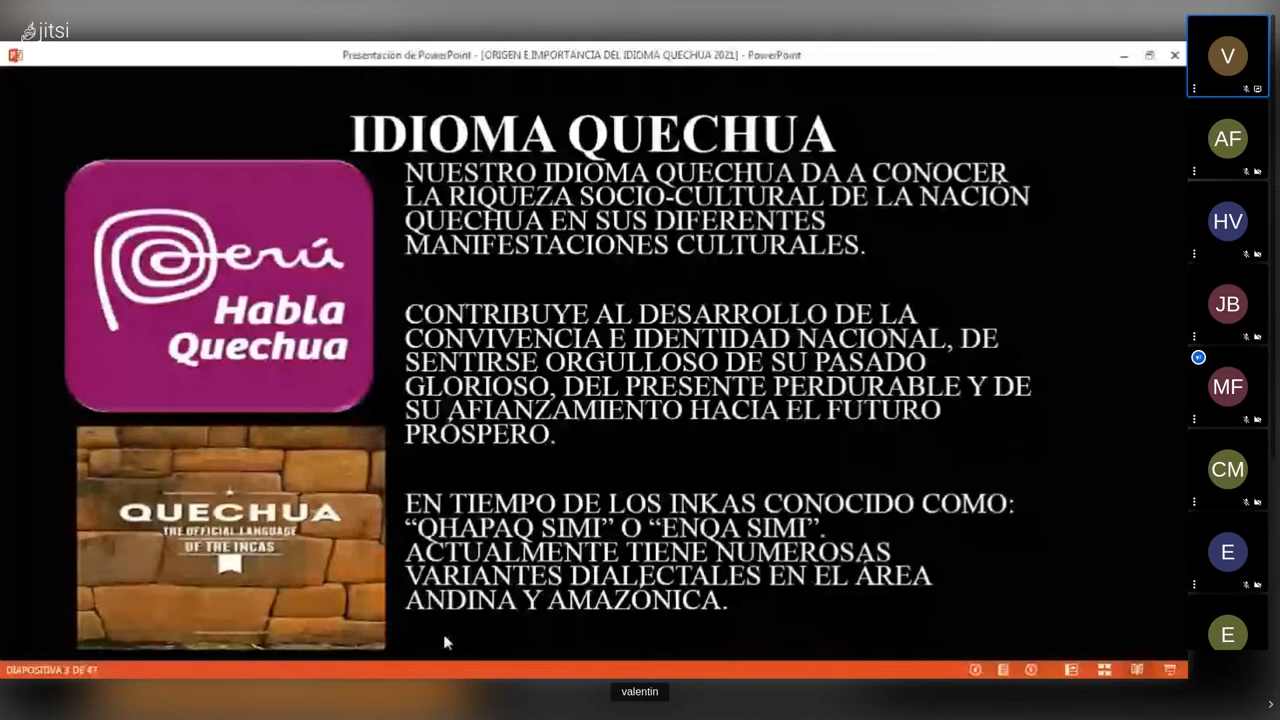 jitsi
Presentación de PowerPoint - [ORIGEN E IMPORTANCIA DEL IDIOMA QUECHUA 2021] - PowerPoint
IDIOMA QUECHUA
Perú
Habla
Quechua
QUECHUA
THE OFFICIAL LANGUAGE
OF THE INCAS
NUESTRO IDIOMA QUECHUA DA A CONOCER
LA RIQUEZA SOCIO-CULTURAL DE LA NACIÓN
QUECHUA EN SUS DIFERENTES
MANIFESTACIONES CULTURALES.
CONTRIBUYE AL DESARROLLO DE LA
CONVIVENCIA E IDENTIDAD NACIONAL, DE
SENTIRSE ORGULLOSO DE SU PASADO
GLORIOSO, DEL PRESENTE PERDURABLE Y DE
SU AFIANZAMIENTO HACIA EL FUTURO
PRÓSPERO.
EN TIEMPO DE LOS INKAS CONOCIDO COMO:
“QHAPAQ SIMI” O “ENQA SIMI”.
ACTUALMENTE TIENE NUMEROSAS
VARIANTES DIALECTALES EN EL ÁREA
ANDINA Y AMAZÓNICA.
DIAPOSITIVA 3 DE 47
valentin
V
AF
HV
JB
MF
CM
E
E